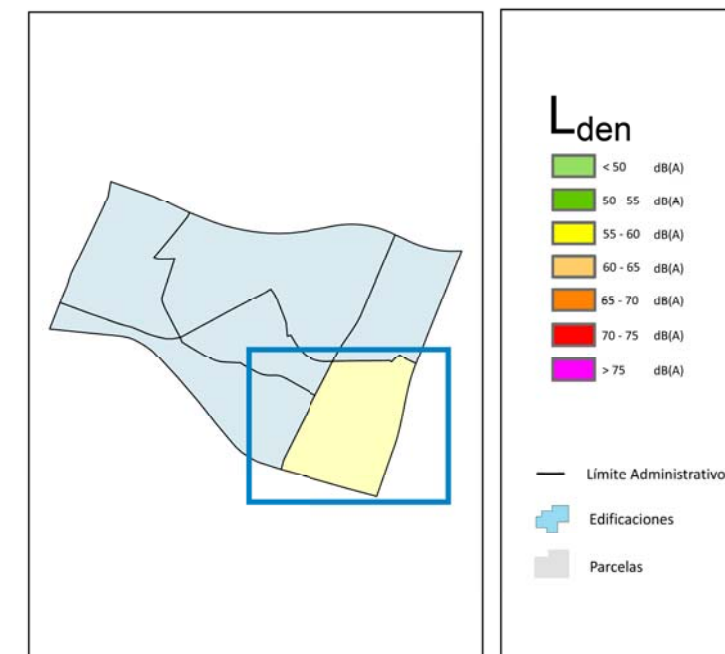 Lden
< 50 dB(A)
50 55 dB(A)
55 - 60 dB(A)
60 - 65 dB(A)
65 - 70 dB(A)
70 - 75 dB(A)
> 75 dB(A)
Límite Administrativo
Edificaciones
Parcelas